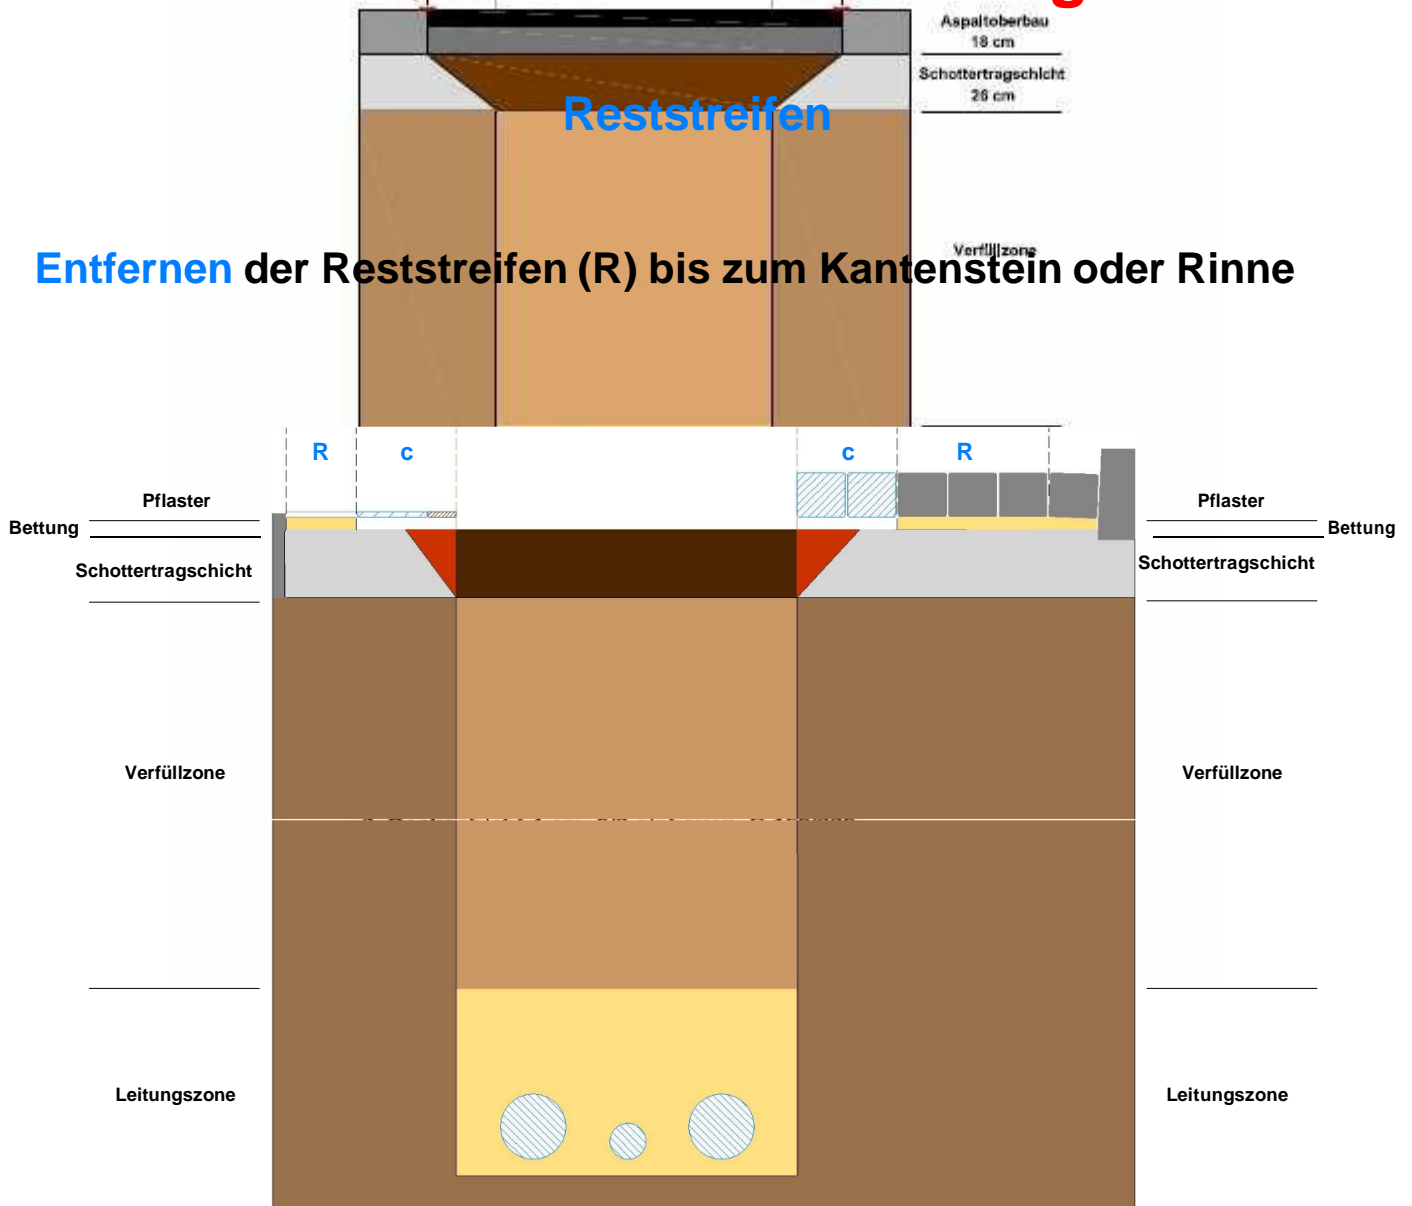 Aspaltoberbau
18 cm
Schottertragschicht
26 cm
Reststreifen
Verfüllzone
Entfernen der Reststreifen (R) bis zum Kantenstein oder Rinne
R c c R
Pflaster Pflaster
Bettung Bettung
Schottertragschicht Schottertragschicht
Verfüllzone Verfüllzone
Leitungszone Leitungszone